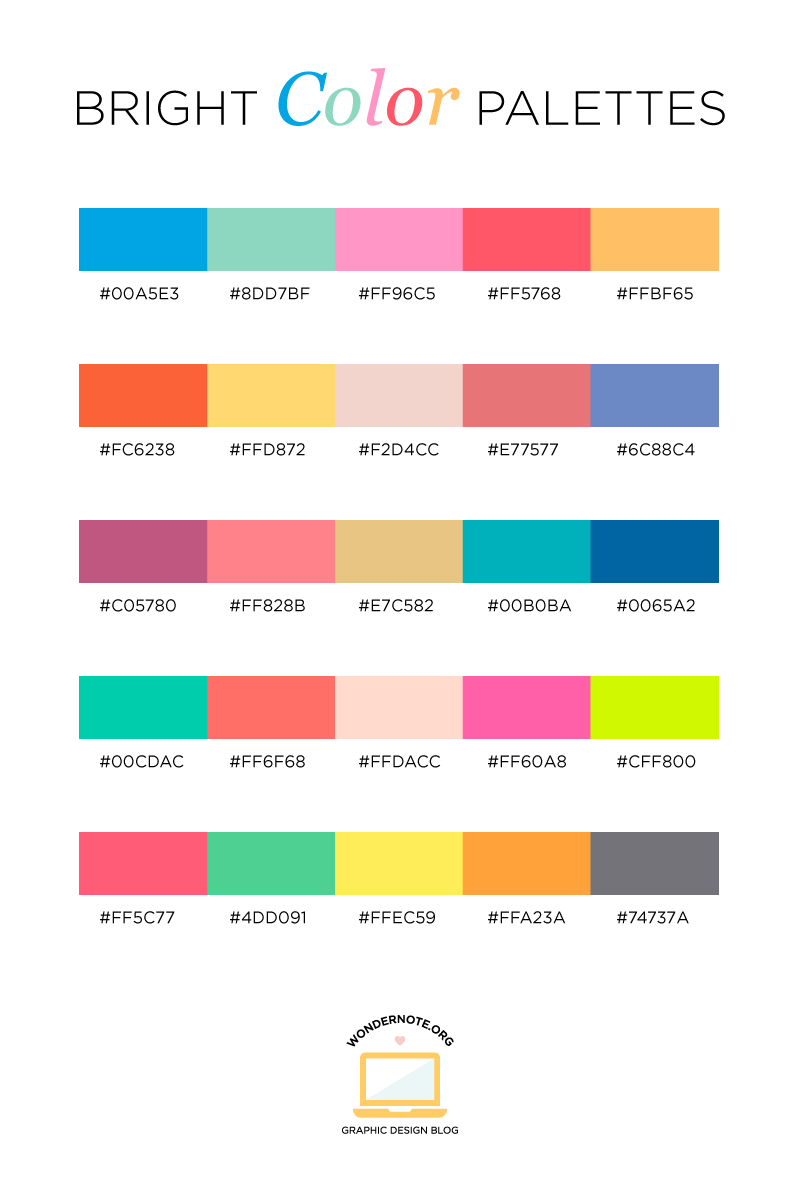 BRIGHT Color PALETTES
#00A5E3 #8DD7BF #FF96C5 #FF5768 #FFBF65
#FC6238 #FFD872 #F2D4CC #E77577 #6C88C4
#C05780 #FF828B #E7C582 #00B0BA #0065A2
#00CDAC #FF6F68 #FFDACC #FF60A8 #CFF800
#FF5C77 #4DD091 #FFEC59 #FFA23A #74737A
WONDERNOTE.ORG
GRAPHIC DESIGN BLOG